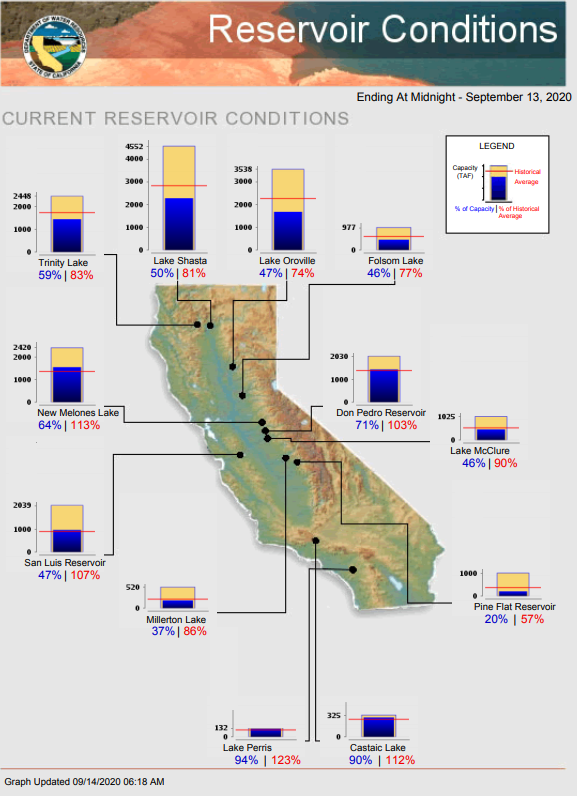 DEPARTMENT OF WATER RESOURCES
STATE OF CALIFORNIA
Reservoir Conditions
Ending At Midnight - September 13, 2020
CURRENT RESERVOIR CONDITIONS
LEGEND
Capacity
(TAF)
Historical
Average
% of Capacity | % of Historical
Average
2448
2000
1000
0
Trinity Lake
59% | 83%
4552
4000
3000
2000
1000
0
Lake Shasta
50% | 81%
3538
3000
2000
1000
0
Lake Oroville
47% | 74%
977
0
Folsom Lake
46% | 77%
2420
2000
1000
0
New Melones Lake
64% | 113%
2030
1000
0
Don Pedro Reservoir
71% | 103%
1025
0
Lake McClure
46% | 90%
2039
1000
0
San Luis Reservoir
47% | 107%
520
0
Millerton Lake
37% | 86%
1000
0
Pine Flat Reservoir
20% | 57%
132
0
Lake Perris
94% | 123%
325
0
Castaic Lake
90% | 112%
Graph Updated 09/14/2020 06:18 AM